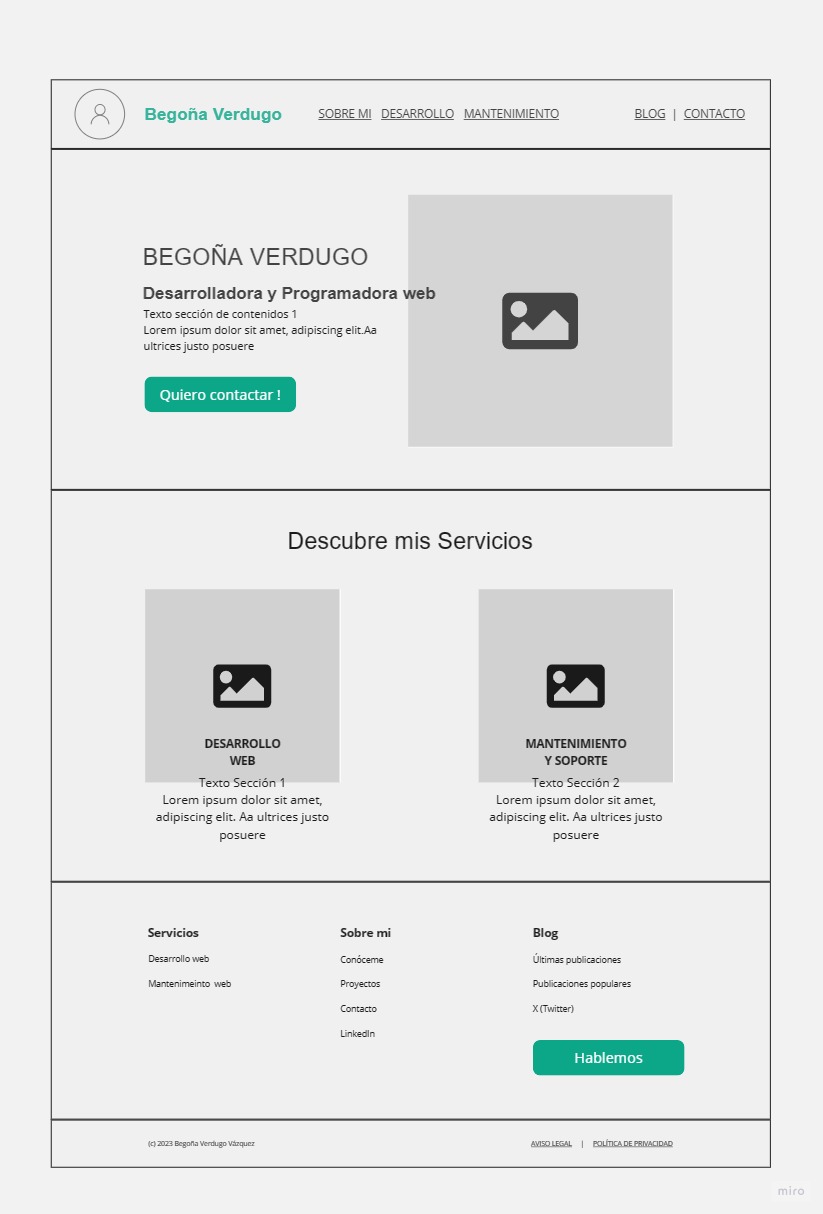 Begoña Verdugo SOBRE MI DESARROLLO MANTENIMIENTO BLOG | CONTACTO
BEGOÑA VERDUGO
Desarrolladora y Programadora web
Texto sección de contenidos 1
Lorem ipsum dolor sit amet, adipiscing elit.Aa
ultrices justo posuere
Quiero contactar !
Descubre mis Servicios
DESARROLLO
WEB
Texto Sección 1
Lorem ipsum dolor sit amet,
adipiscing elit. Aa ultrices justo
posuere
MANTENIMIENTO
Y SOPORTE
Texto Sección 2
Lorem ipsum dolor sit amet,
adipiscing elit. Aa ultrices justo
posuere
Servicios
Desarrollo web
Mantenimeinto web
Sobre mi
Conóceme
Proyectos
Contacto
LinkedIn
Blog
Últimas publicaciones
Publicaciones populares
X (Twitter)
Hablemos
(c) 2023 Begoña Verdugo Vázquez
AVISO LEGAL | POLÍTICA DE PRIVACIDAD
miro